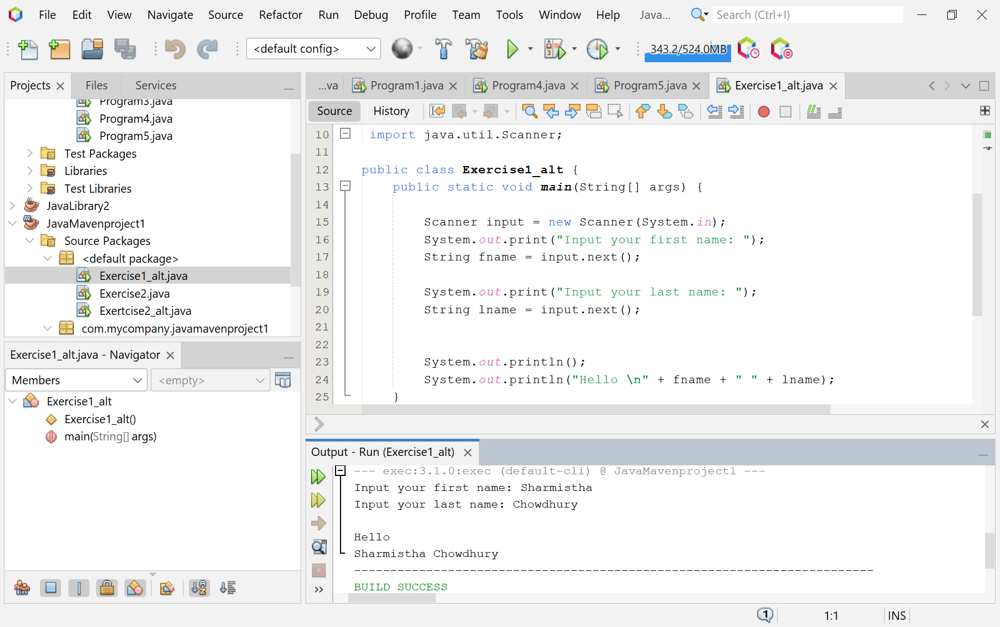 File Edit View Navigate Source Refactor Run Debug Profile Team Tools Window Help Java... Search (Ctrl+I)
<default config> 343.2/524.0MB
Projects Files Services
Program3.java
Program4.java
Program5.java
Test Packages
Libraries
Test Libraries
JavaLibrary2
JavaMavenproject1
Source Packages
<default package>
Exercise1_alt.java
Exercise2.java
Exertcise2_alt.java
com.mycompany.javamavenproject1
Exercise1_alt.java - Navigator
Members <empty>
Exercise1_alt
Exercise1_alt()
main(String[] args)
...va Program1.java Program4.java Program5.java Exercise1_alt.java
Source History
10 import java.util.Scanner;
11
12 public class Exercise1_alt {
13 public static void main(String[] args) {
14
15 Scanner input = new Scanner(System.in);
16 System.out.print("Input your first name: ");
17 String fname = input.next();
18
19 System.out.print("Input your last name: ");
20 String lname = input.next();
21
22
23 System.out.println();
24 System.out.println("Hello \n" + fname + " " + lname);
25 }
Output - Run (Exercise1_alt)
--- exec:3.1.0:exec (default-cli) @ JavaMavenproject1 ---
Input your first name: Sharmistha
Input your last name: Chowdhury
Hello
Sharmistha Chowdhury
------------------------------------------------------------------------
BUILD SUCCESS
1 1:1 INS